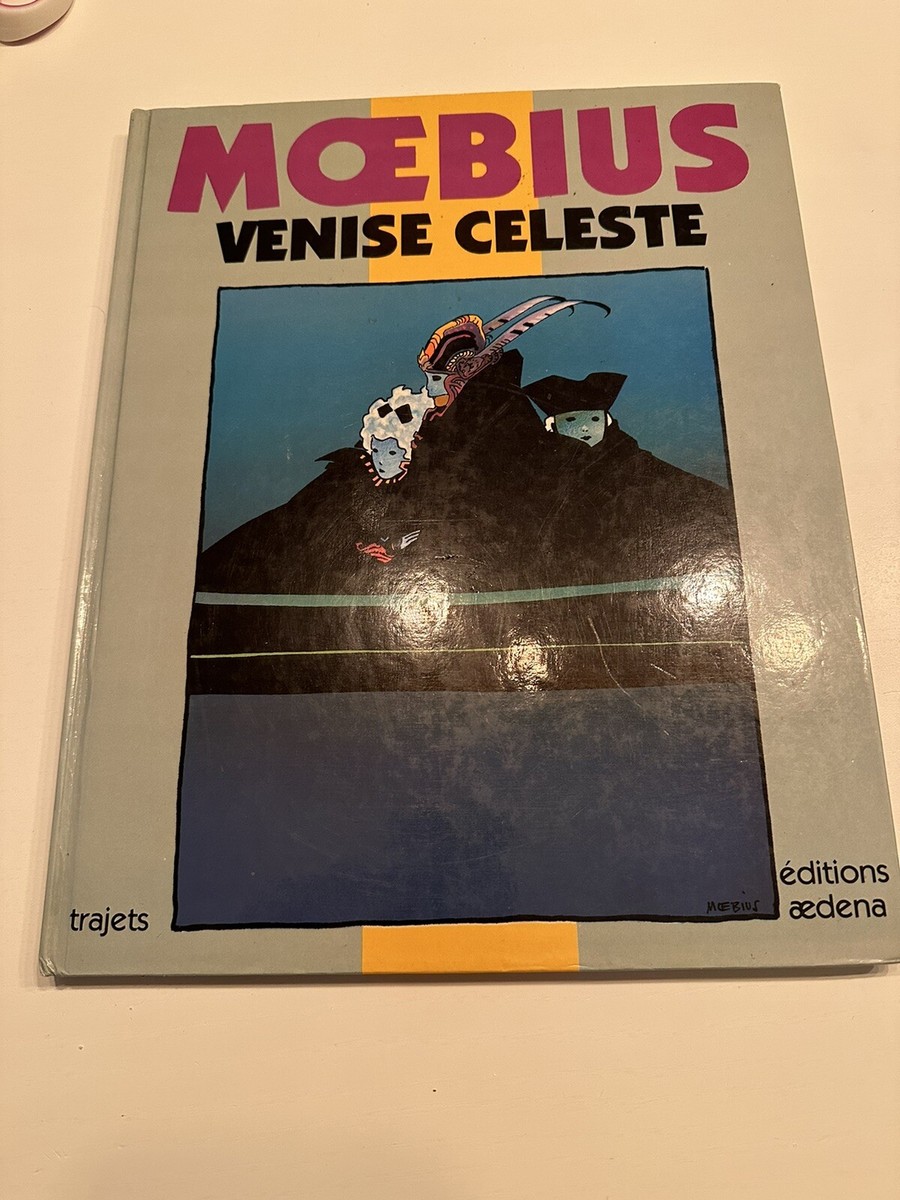 MŒBIUS
VENISE CELESTE
MŒBIUS
trajets
éditions
ædena